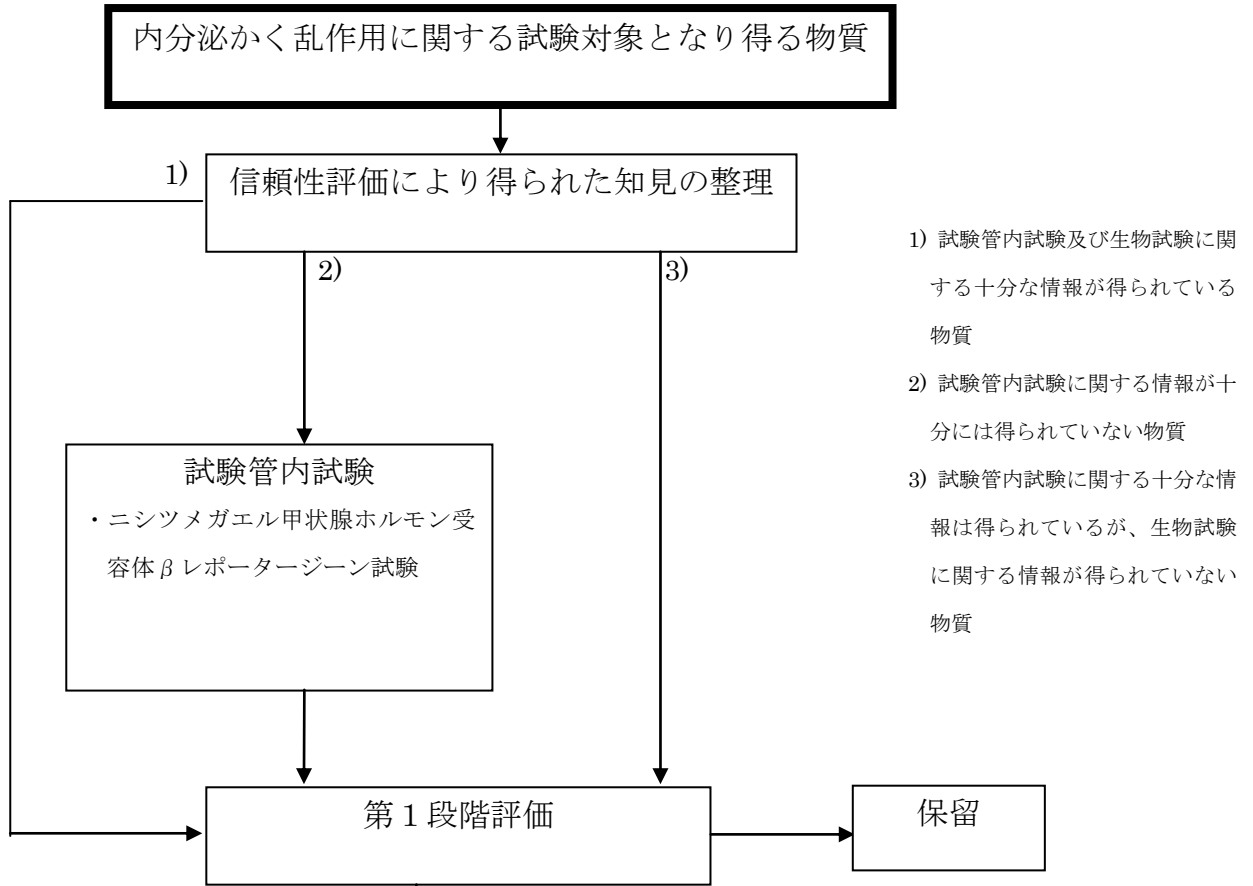 内分泌かく乱作用に関する試験対象となり得る物質
1)
信頼性評価により得られた知見の整理
2)
3)
1) 試験管内試験及び生物試験に関
する十分な情報が得られている
物質
2) 試験管内試験に関する情報が十
分には得られていない物質
3) 試験管内試験に関する十分な情
報は得られているが、生物試験
に関する情報が得られていない
物質
試験管内試験
・ニシツメガエル甲状腺ホルモン受
容体βレポータージーン試験
第１段階評価
保留